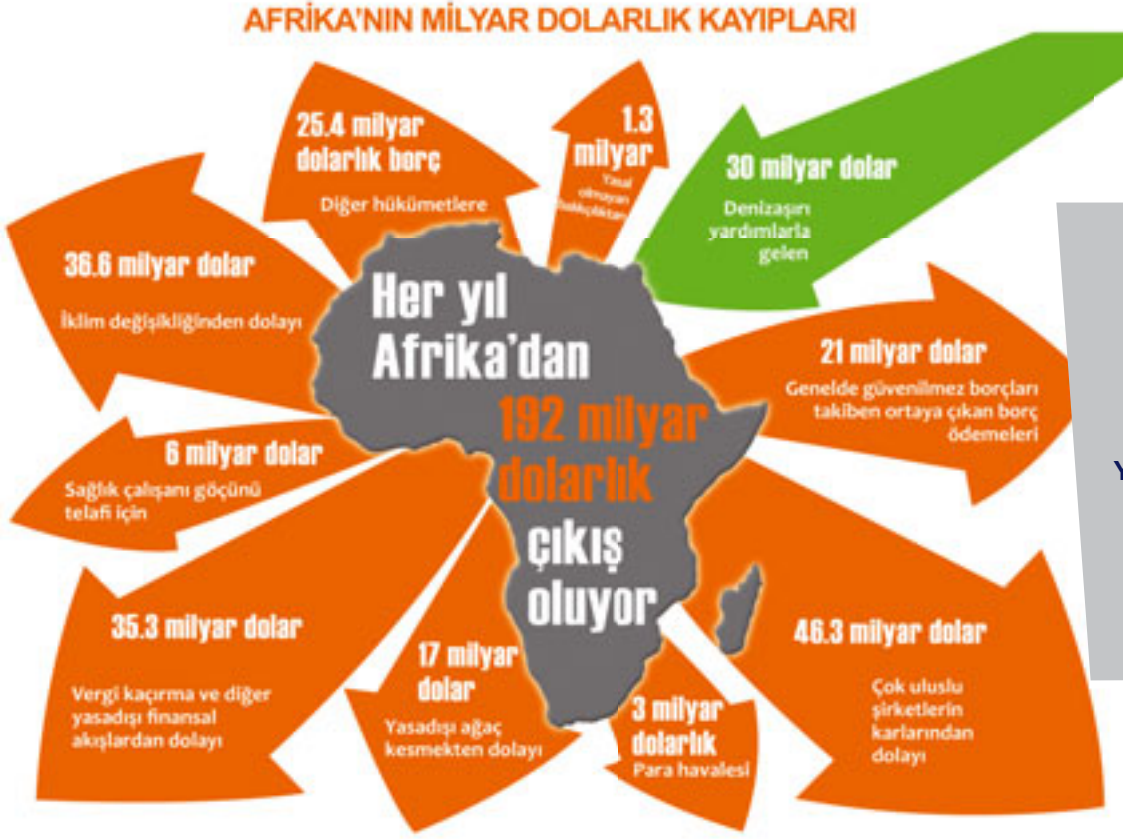 AFRİKA'NIN MİLYAR DOLARLIK KAYIPLARI
25.4 milyar
dolarlık borç
Diğer hükümetlere
1.3
milyar
Yasal
olmayan
balıkçılıktan
30 milyar dolar
Denizaşırı
yardımlarla
gelen
36.6 milyar dolar
İklim değişikliğinden dolayı
Her yıl
Afrika'dan
192 milyar
dolarlık
çıkış
oluyor
21 milyar dolar
Genelde güvenilmez borçları
takiben ortaya çıkan borç
ödemeleri
6 milyar dolar
Sağlık çalışanı göçünü
telafi için
35.3 milyar dolar
Vergi kaçırma ve diğer
yasadışı finansal
akışlardan dolayı
17 milyar
dolar
Yasadışı ağaç
kesmekten dolayı
3 milyar
dolarlık
Para havalesi
46.3 milyar dolar
Çok uluslu
şirketlerin
karlarından
dolayı